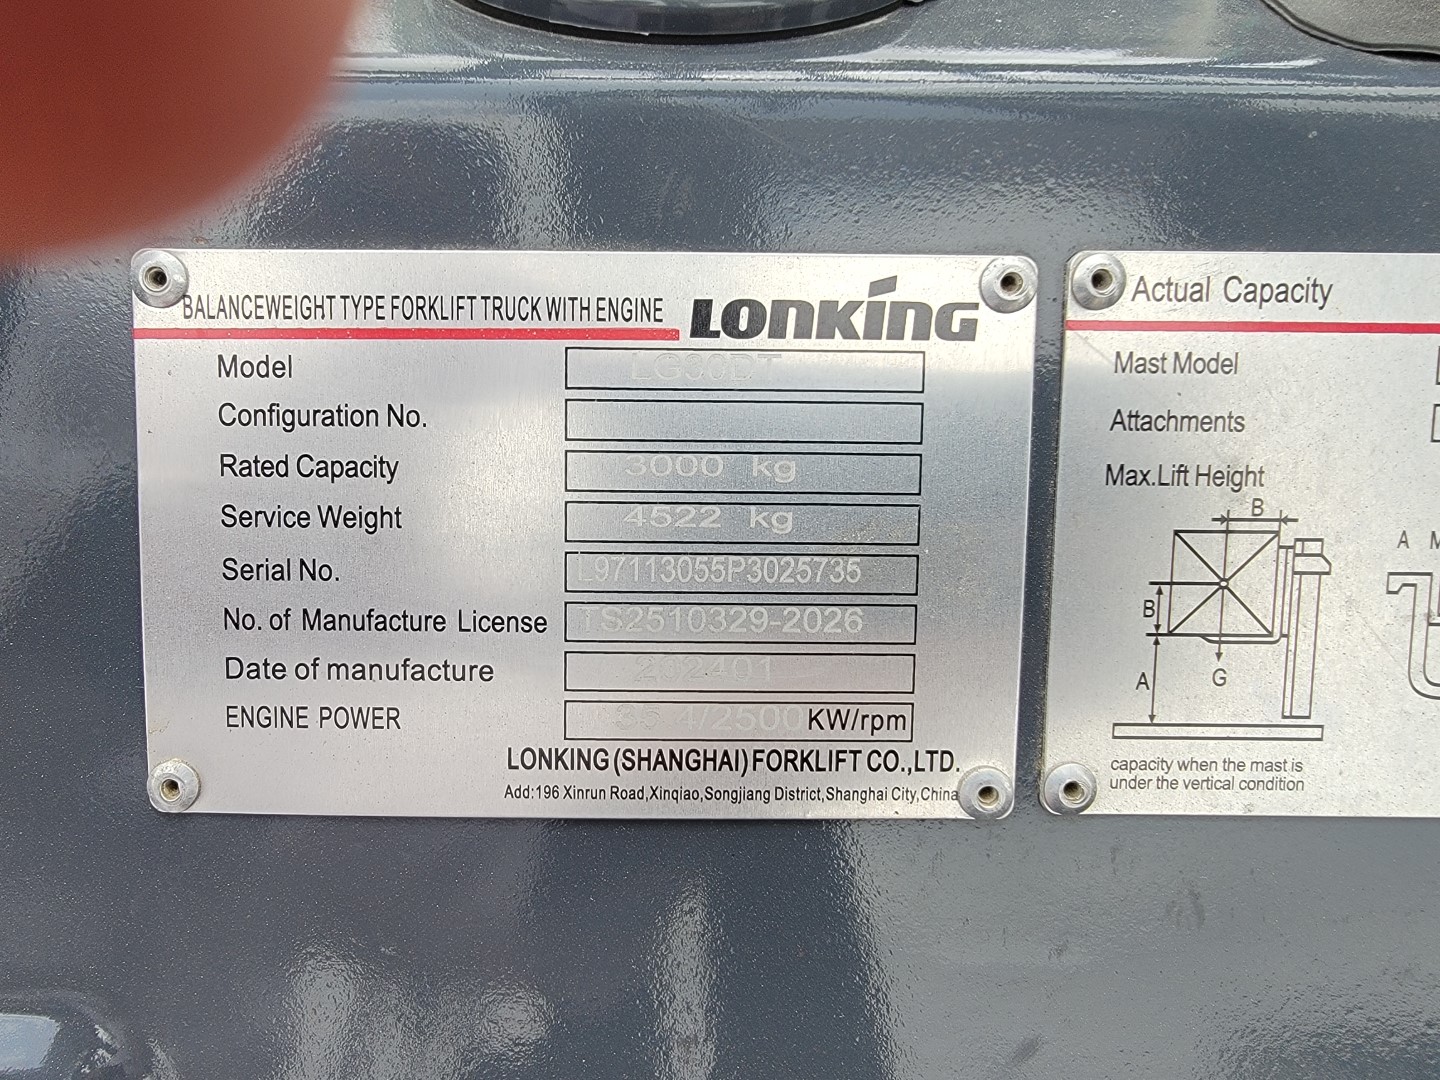 BALANCEWEIGHT TYPE FORKLIFT TRUCK WITH ENGINE LONKING
Model LG30DT
Configuration No.
Rated Capacity 3000 kg
Service Weight 4522 kg
Serial No. L97113055P3025735
No. of Manufacture License TS2510329-2026
Date of manufacture 202401
ENGINE POWER KW/rpm
LONKING (SHANGHAI) FORKLIFT CO.,LTD.
Add:196 Xinrun Road,Xinqiao,Songjiang District,Shanghai City,China
Actual Capacity
Mast Model
Attachments
Max.Lift Height
B
A
B
A
G
capacity when the mast is
under the vertical condition